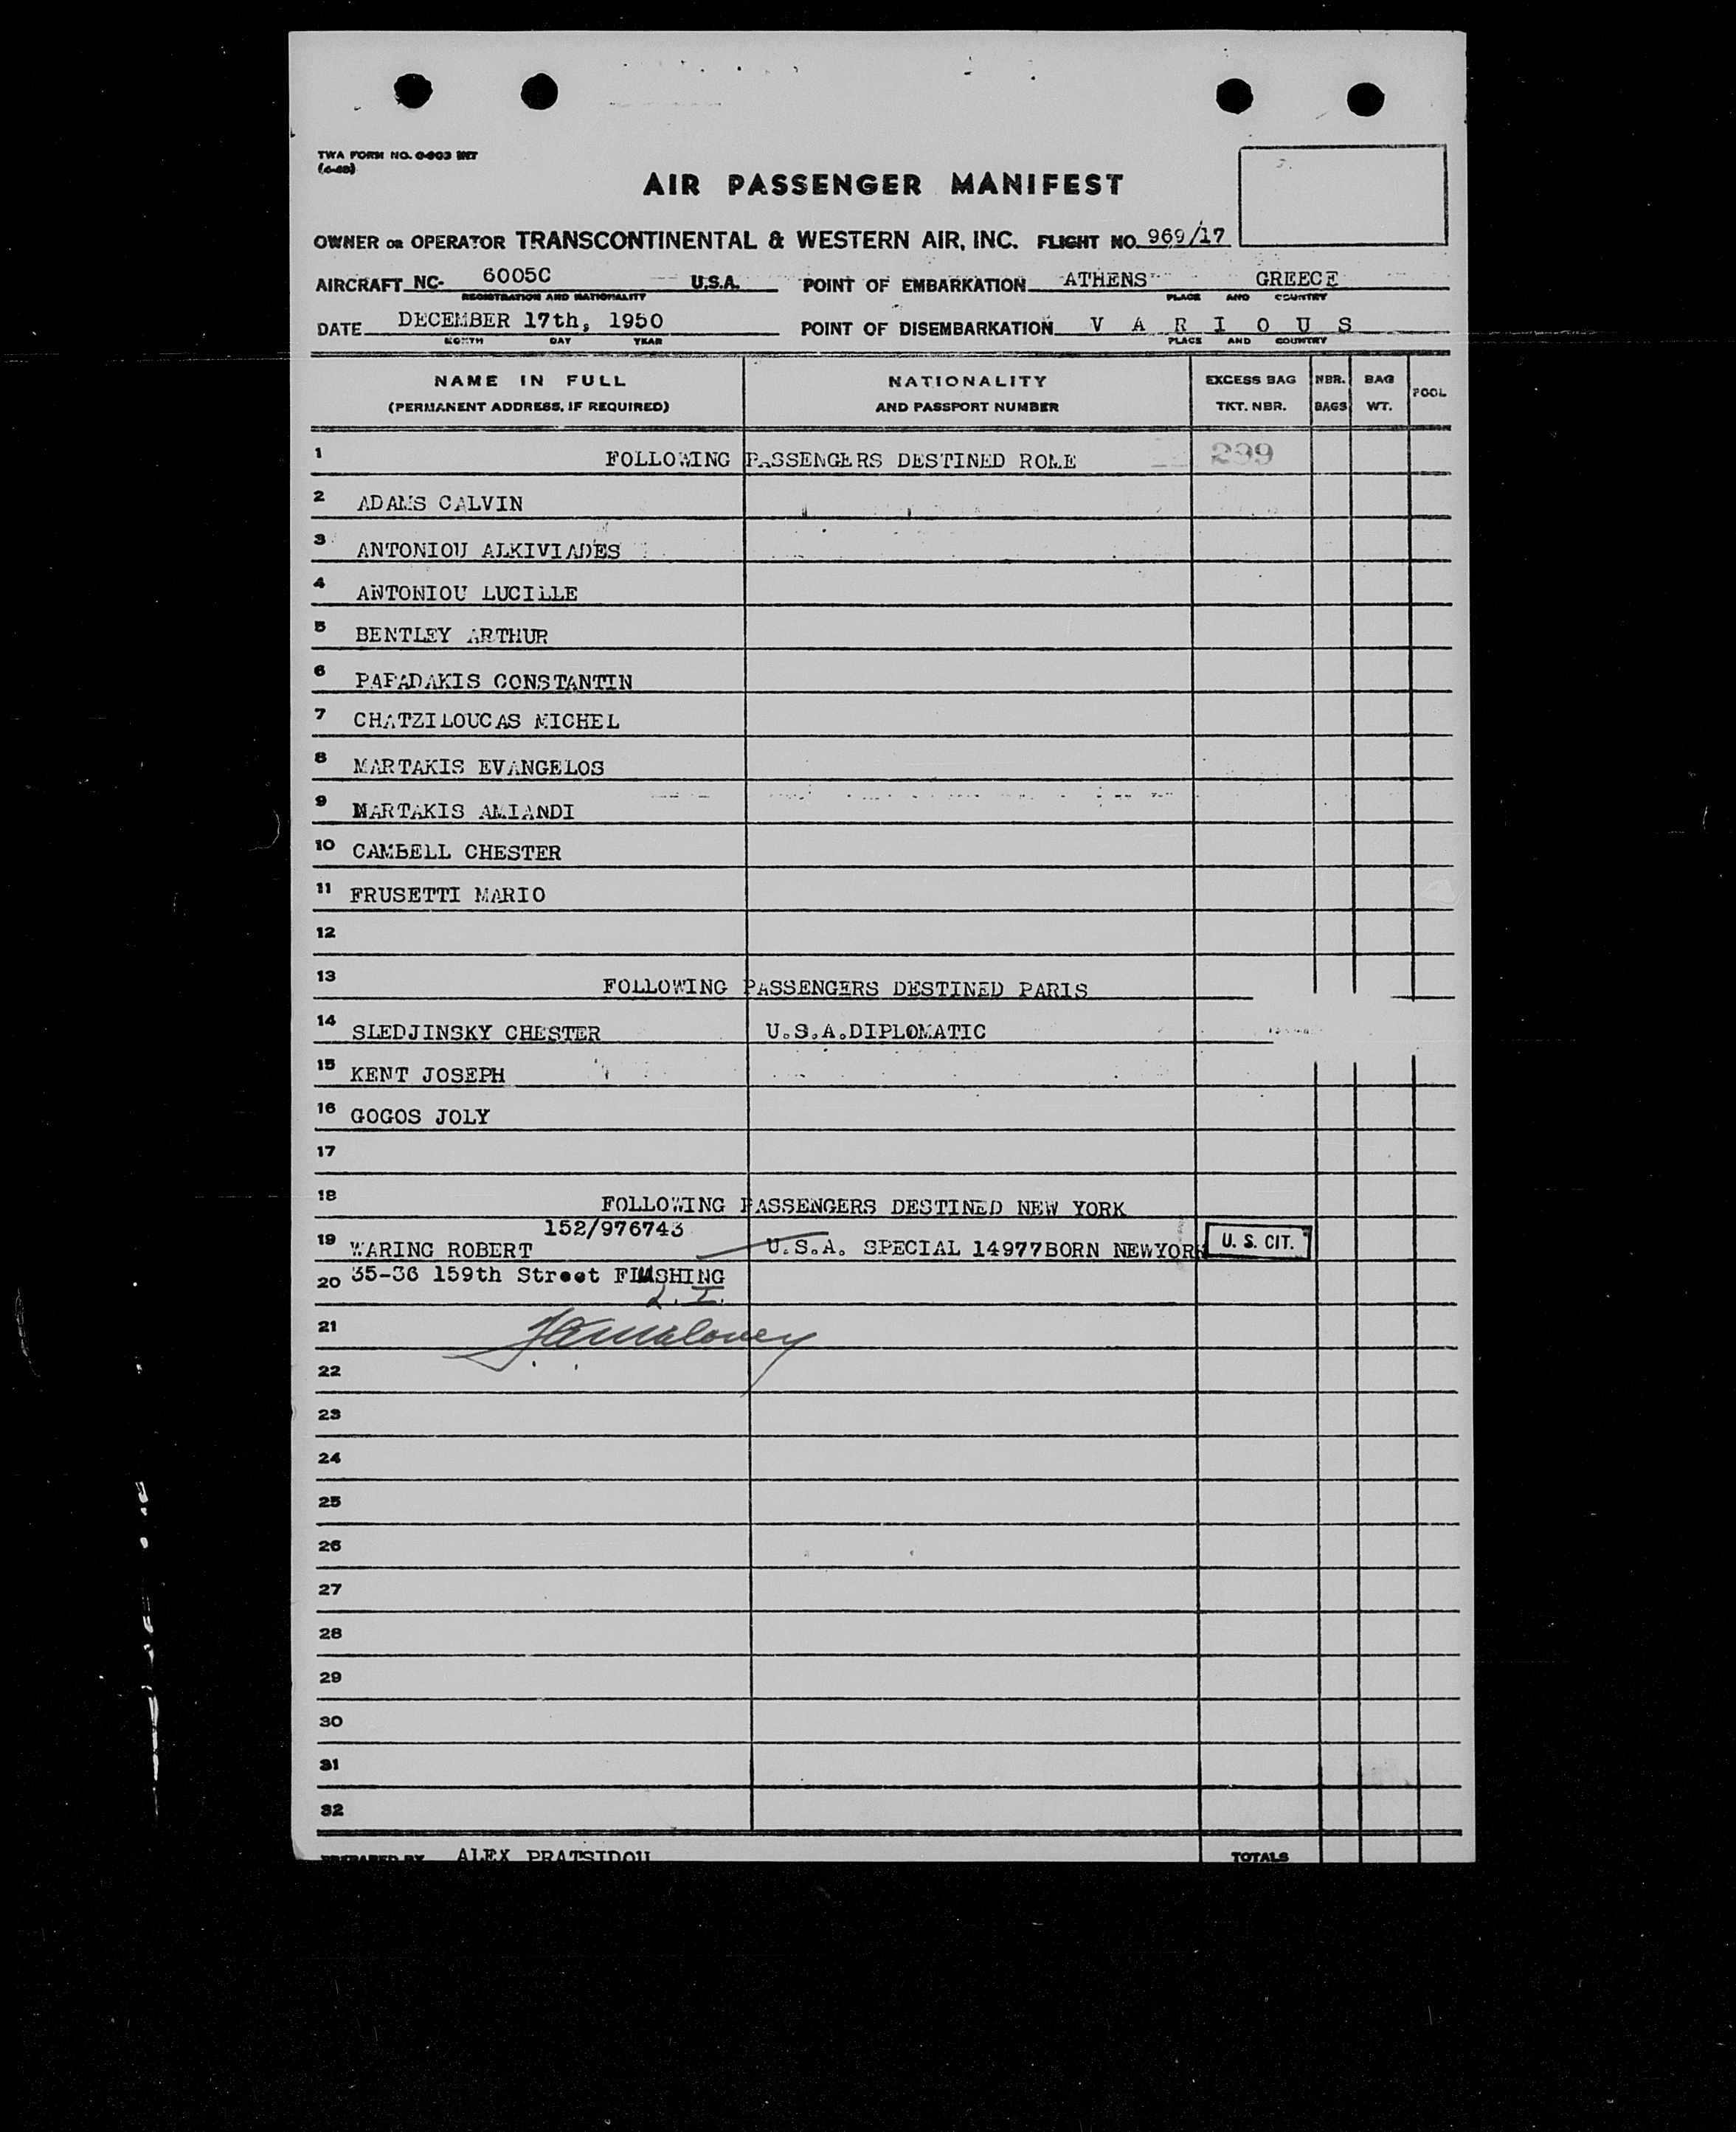 TWA FORM NO. 0-803 INT
AIR PASSENGER MANIFEST
OWNER OR OPERATOR TRANSCONTINENTAL & WESTERN AIR, INC. FLIGHT NO. 969/17
AIRCRAFT NC- 6005C U.S.A. POINT OF EMBARKATION ATHENS GREECE
REGISTRATION AND NATIONALITY PLACE AND COUNTRY
DATE DECEMBER 17th, 1950 POINT OF DISEMBARKATION V A R I O U S
MONTH DAY YEAR PLACE AND COUNTRY
NAME IN FULL NATIONALITY EXCESS BAG NBR. BAG POOL
(PERMANENT ADDRESS, IF REQUIRED) AND PASSPORT NUMBER TKT. NBR. BAGS WT.
1 FOLLOWING PASSENGERS DESTINED ROME 299
2 ADAMS CALVIN
3 ANTONIOU ALKIVIADES
4 ANTONIOU LUCILLE
5 BENTLEY ARTHUR
6 PAPADAKIS CONSTANTIN
7 CHATZILOUCAS MICHEL
8 MARTAKIS EVANGELOS
9 MARTAKIS AMIANDI
10 CAMBELL CHESTER
11 FRUSETTI MARIO
12
13 FOLLOWING PASSENGERS DESTINED PARIS
14 SLEDJINSKY CHESTER U.S.A.DIPLOMATIC
15 KENT JOSEPH
16 GOGOS JOLY
17
18 FOLLOWING PASSENGERS DESTINED NEW YORK
152/976743
19 WARING ROBERT U.S.A. SPECIAL 14977BORN NEWYORK U. S. CIT.
20 35-36 159th Street FLUSHING
L. I.
21 Maloney
22
23
24
25
26
27
28
29
30
31
32
PREPARED BY ALEX PRATSIDOU TOTALS